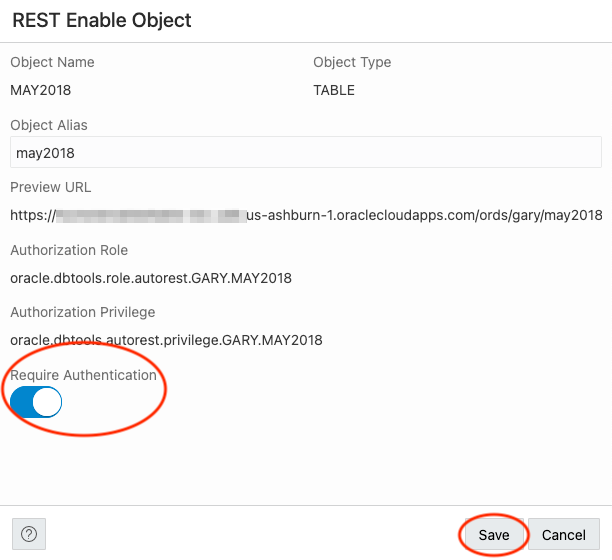 REST Enable Object
Object Name Object Type
MAY2018 TABLE
Object Alias
may2018
Preview URL
https:// us-ashburn-1.oraclecloudapps.com/ords/gary/may2018
Authorization Role
oracle.dbtools.role.autorest.GARY.MAY2018
Authorization Privilege
oracle.dbtools.autorest.privilege.GARY.MAY2018
Require Authentication
? Save Cancel